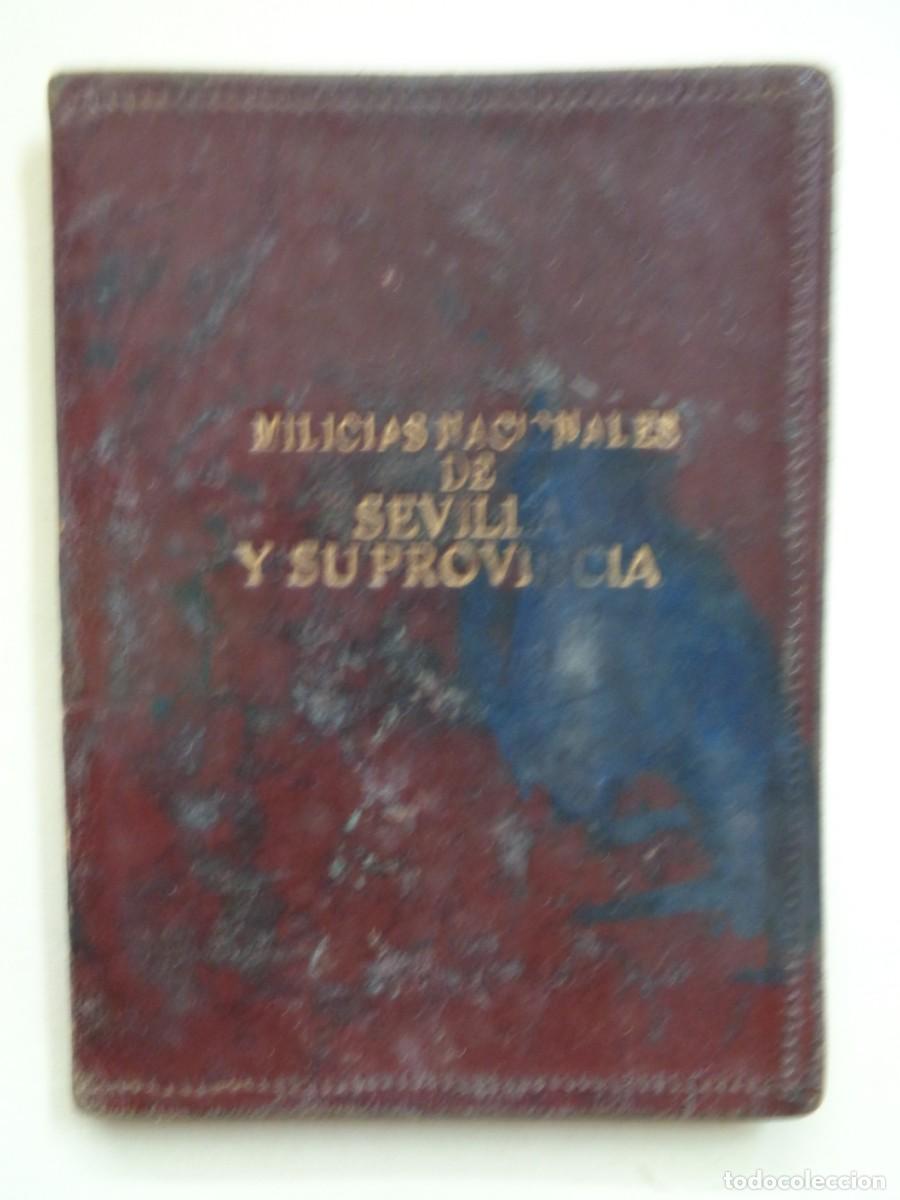 MILICIAS NACIONALES
DE
SEVILLA
Y SU PROVINCIA
todocoleccion